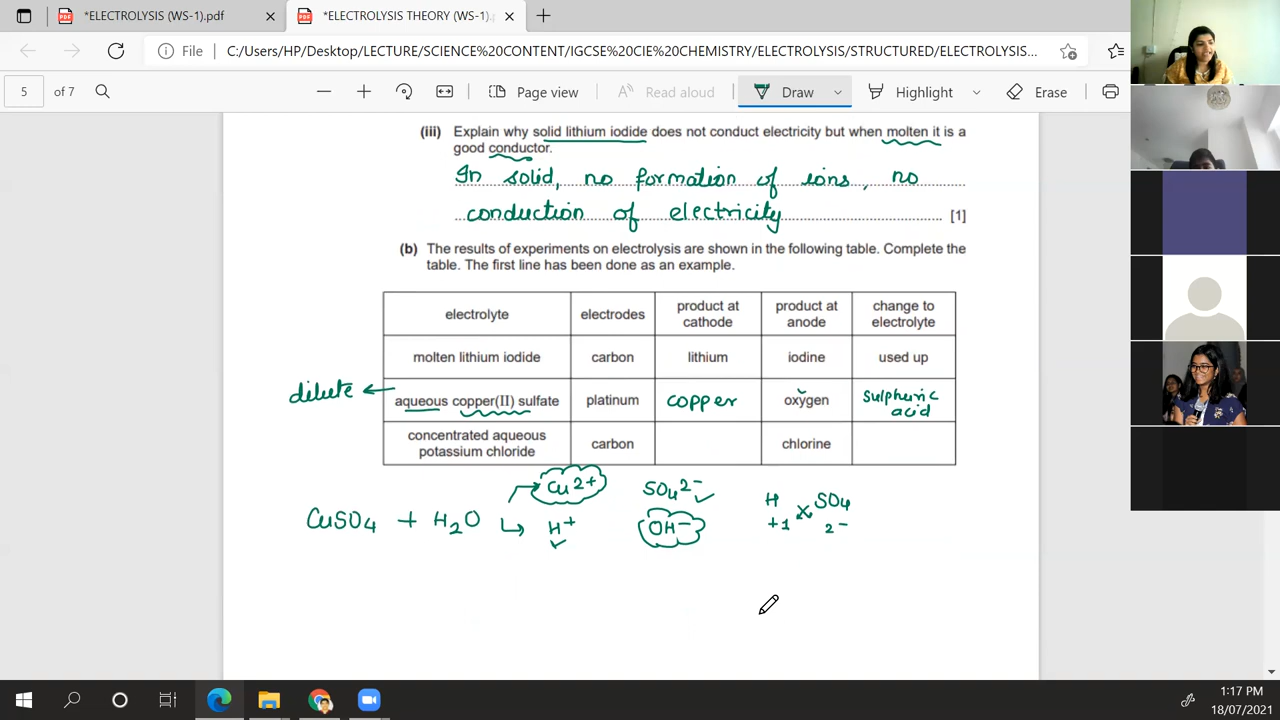 *ELECTROLYSIS (WS-1).pdf
*ELECTROLYSIS THEORY (WS-1).
File
C:/Users/HP/Desktop/LECTURE/SCIENCE%20CONTENT/IGCSE%20CIE%20CHEMISTRY/ELECTROLYSIS/STRUCTURED/ELECTROLYSIS...
5 of 7
Page view
Read aloud
Draw
Highlight
Erase
(iii) Explain why solid lithium iodide does not conduct electricity but when molten it is a
good conductor.
In solid, no formation of ions, no
conduction of electricity
[1]
(b) The results of experiments on electrolysis are shown in the following table. Complete the
table. The first line has been done as an example.
electrolyte electrodes product at cathode product at anode change to electrolyte
molten lithium iodide carbon lithium iodine used up
dilute ← aqueous copper(II) sulfate platinum copper oxygen sulphuric acid
concentrated aqueous potassium chloride carbon chlorine
Cu2+ SO42- H x SO4
CuSO4 + H2O H+ OH- +1 2-
1:17 PM
18/07/2021